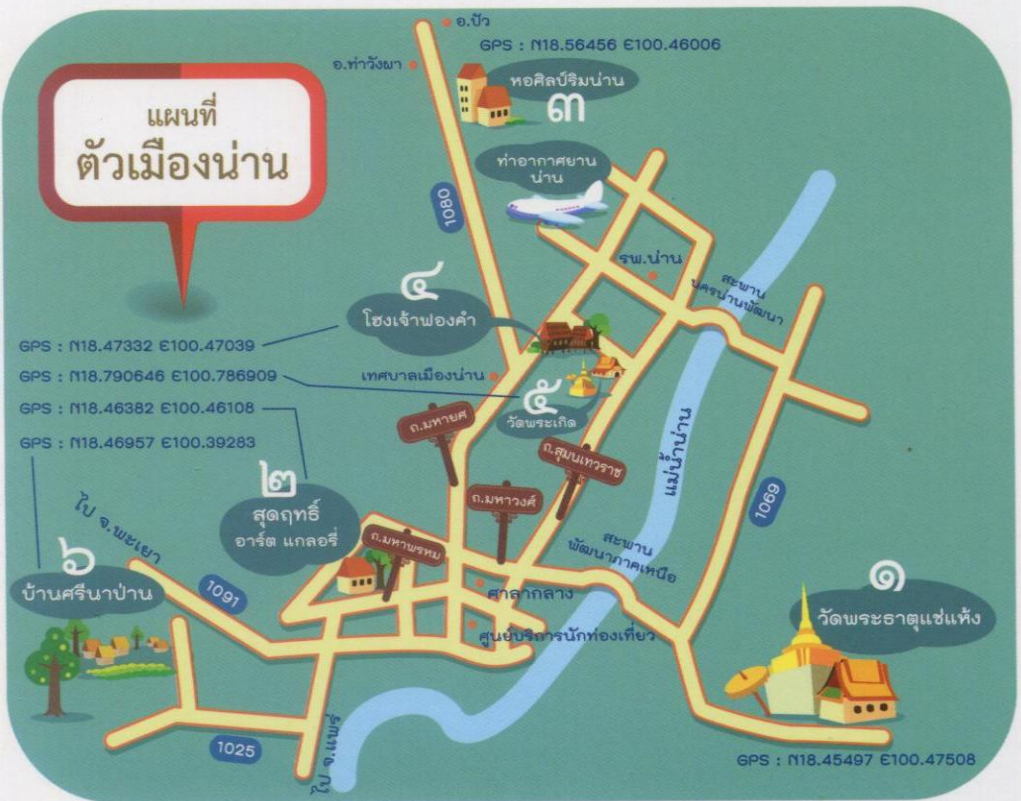 อ.ปัว
GPS : N18.56456 E100.46006
อ.ท่าวังผา
หอศิลป์ริมน่าน
๓
แผนที่
ตัวเมืองน่าน
ท่าอากาศยาน
น่าน
1080
รพ.น่าน
สะพาน
นครน่านพัฒนา
๔
โฮงเจ้าฟองคำ
GPS : N18.47332 E100.47039
GPS : N18.790646 E100.786909
เทศบาลเมืองน่าน
๕
วัดพระเกิด
GPS : N18.46382 E100.46108
GPS : N18.46957 E100.39283
ถ.มหายศ
ถ.สุมนเทวราช
แม่น้ำน่าน
1069
๒
สุดฤทธิ์
อาร์ต แกลอรี่
ถ.มหาวงศ์
ถ.มหาพรหม
สะพาน
พัฒนาภาคเหนือ
ไป จ.พะเยา
๖
บ้านศรีนาป่าน
1091
ศาลากลาง
ศูนย์บริการนักท่องเที่ยว
๑
วัดพระธาตุแช่แห้ง
1025
ไป จ.แพร่
GPS : N18.45497 E100.47508